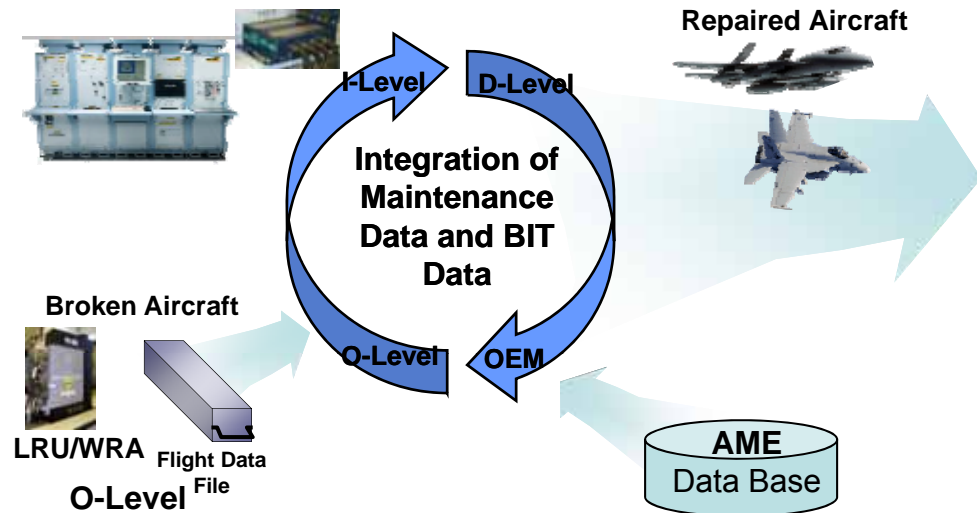 Repaired Aircraft
I-Level
D-Level
Integration of
Maintenance
Data and BIT
Data
Broken Aircraft
O-Level
OEM
LRU/WRA
Flight Data
File
O-Level
AME
Data Base